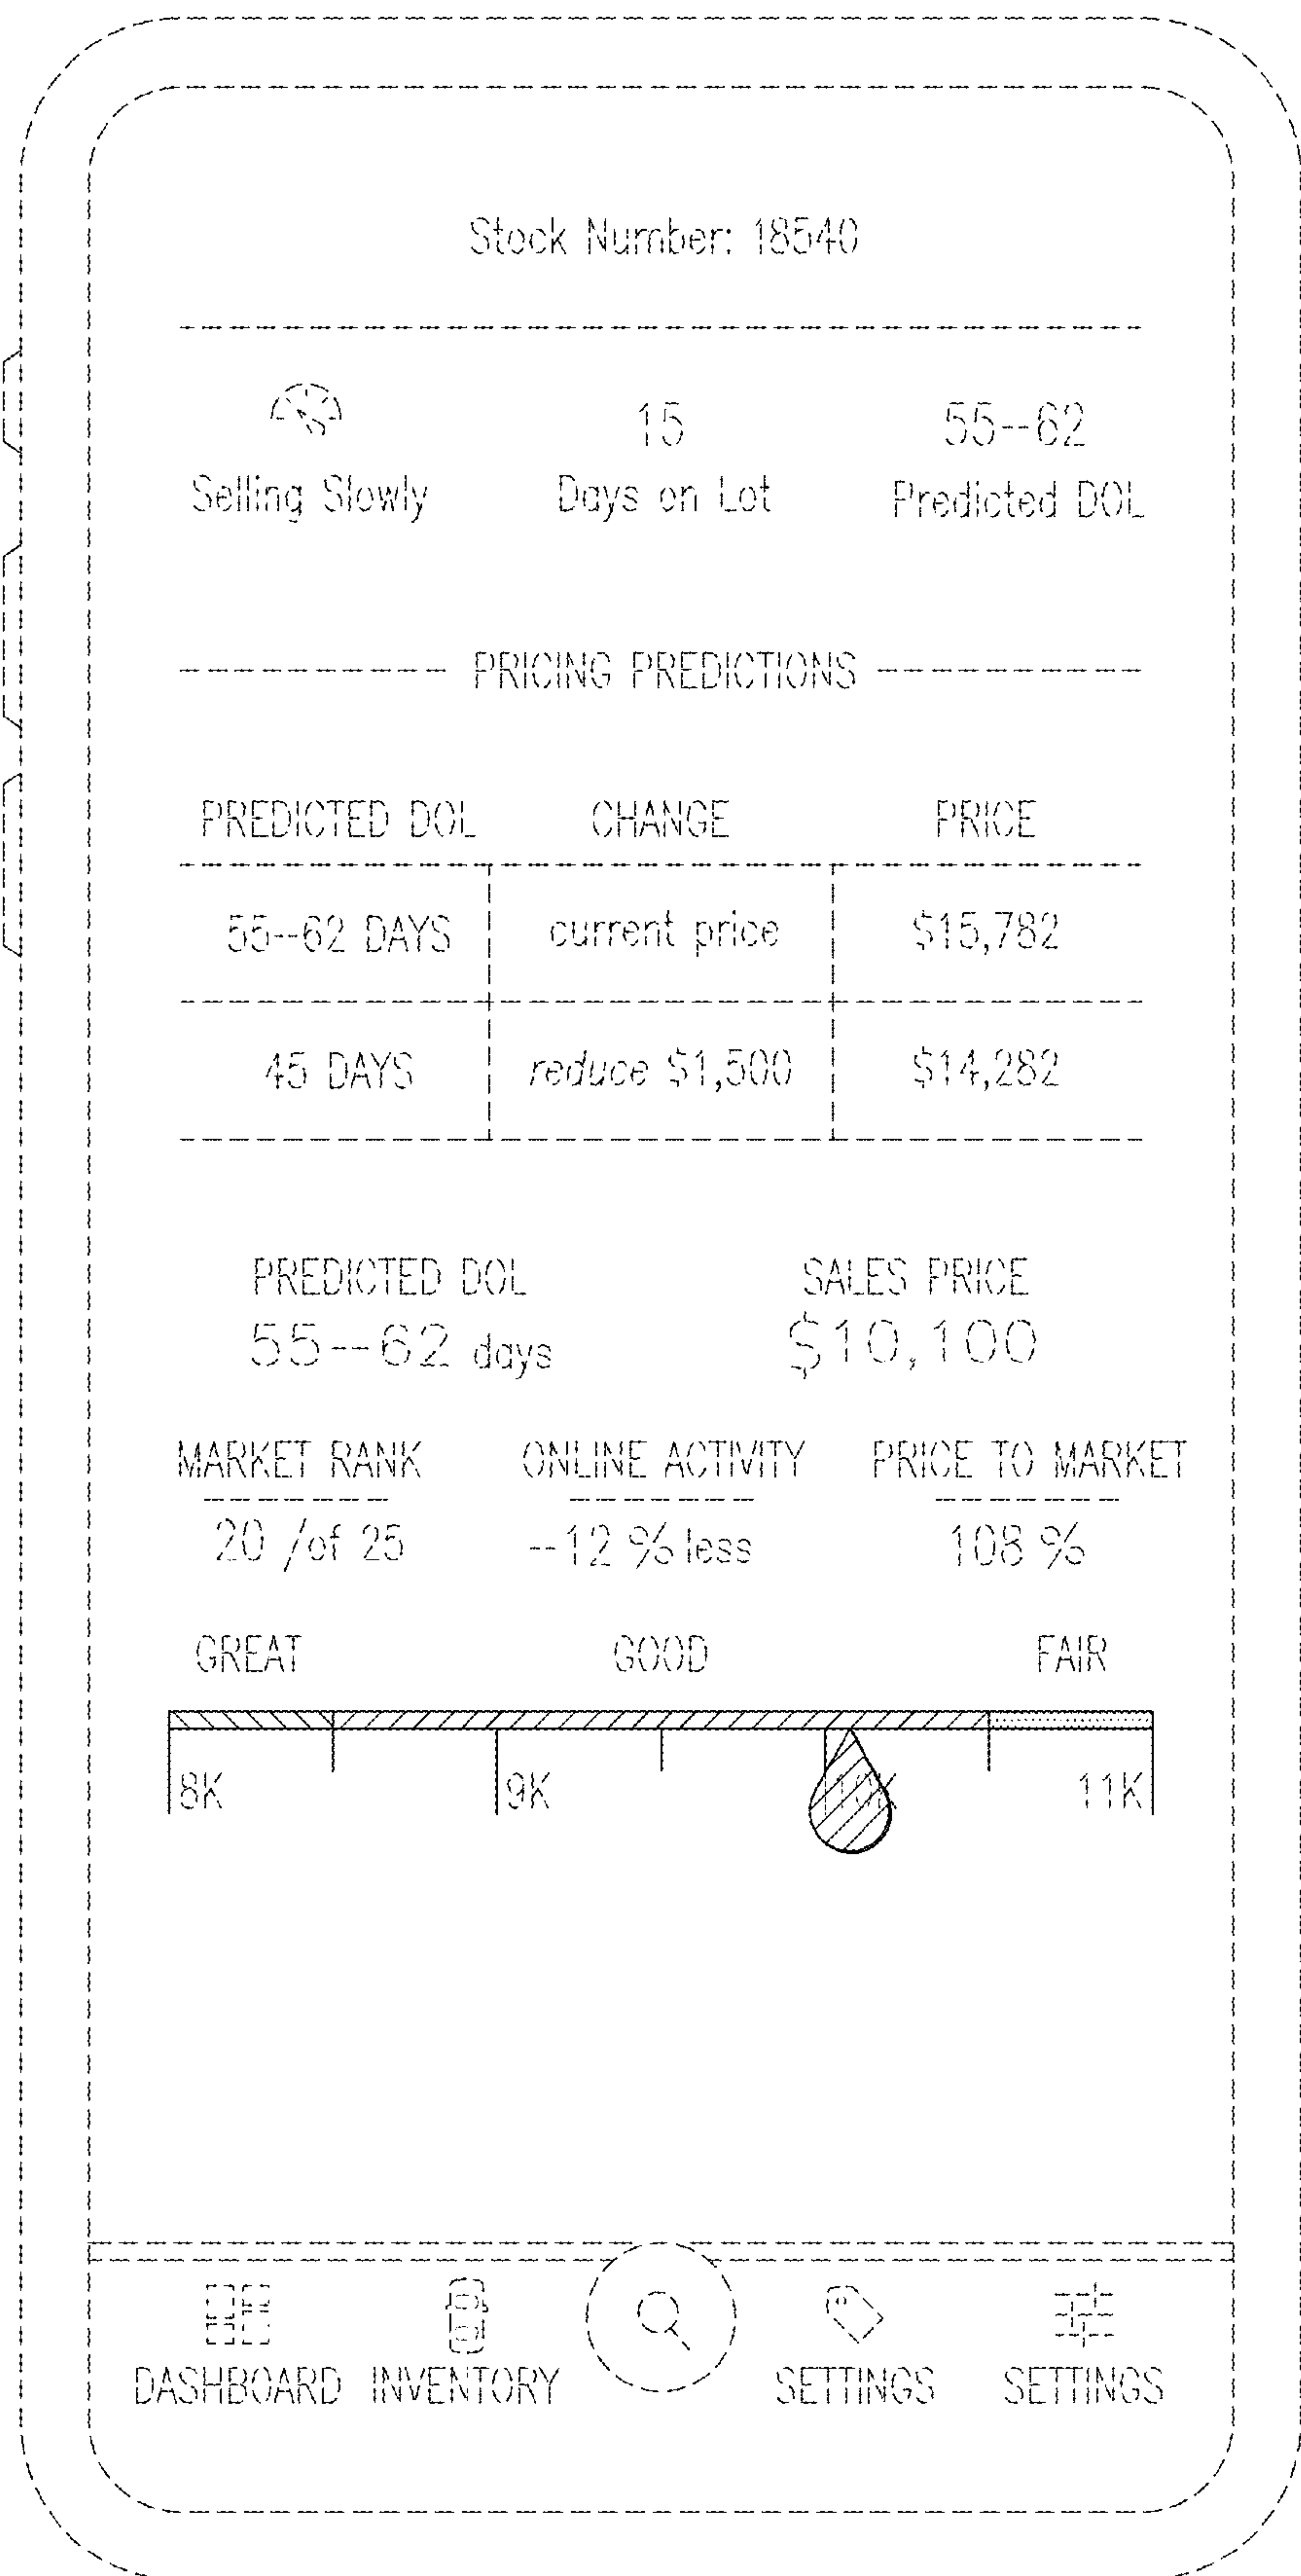 Stock Number: 18540
15 55--62
Selling Slowly Days on Lot Predicted DOL
PRICING PREDICTIONS
PREDICTED DOL CHANGE PRICE
55--62 DAYS current price $15,782
45 DAYS reduce $1,500 $14,282
PREDICTED DOL SALES PRICE
55--62 days $10,100
MARKET RANK ONLINE ACTIVITY PRICE TO MARKET
20 /of 25 --12 % less 108 %
GREAT GOOD FAIR
8K 9K 10K 11K
DASHBOARD INVENTORY SETTINGS SETTINGS